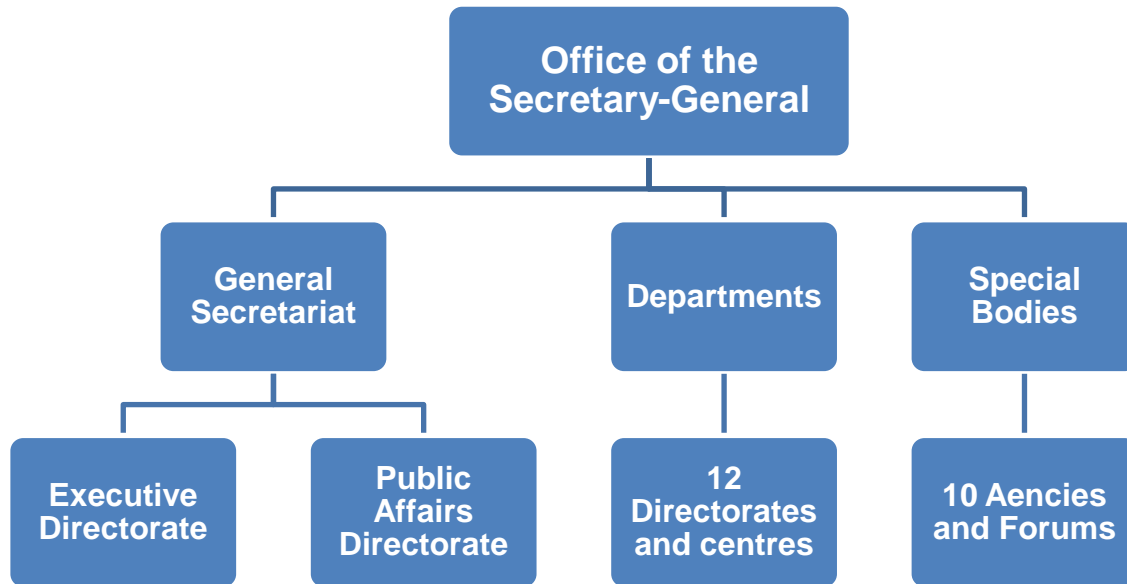 Office of the
Secretary-General
General
Secretariat
Departments
Special
Bodies
Executive
Directorate
Public
Affairs
Directorate
12
Directorates
and centres
10 Aencies
and Forums